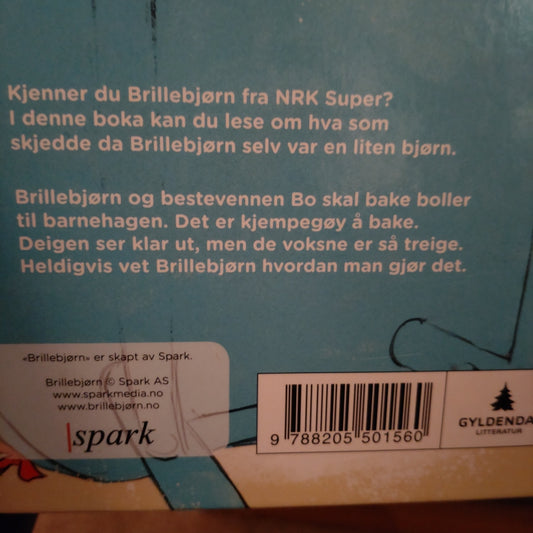 Kjenner du Brillebjørn fra NRK Super?
I denne boka kan du lese om hva som
skjedde da Brillebjørn selv var en liten bjørn.
Brillebjørn og bestevennen Bo skal bake boller
til barnehagen. Det er kjempegøy å bake.
Deigen ser klar ut, men de voksne er så treige.
Heldigvis vet Brillebjørn hvordan man gjør det.
«Brillebjørn» er skapt av Spark.
Brillebjørn © Spark AS
www.sparkmedia.no
www.brillebjørn.no
spark
9 788205 501560
GYLDENDA
LITTERATUR